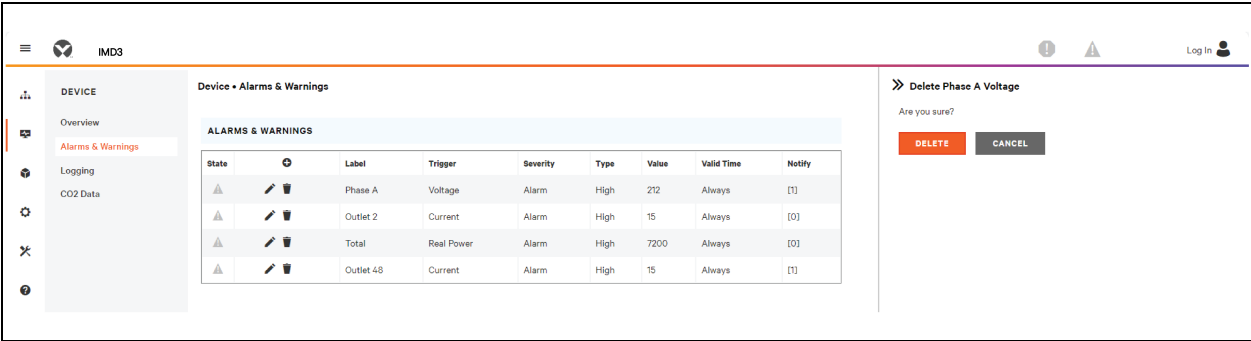 IMD3
Log In
DEVICE
Overview
Alarms & Warnings
Logging
CO2 Data
Device • Alarms & Warnings
ALARMS & WARNINGS
State Label Trigger Severity Type Value Valid Time Notify
Phase A Voltage Alarm High 212 Always [1]
Outlet 2 Current Alarm High 15 Always [0]
Total Real Power Alarm High 7200 Always [0]
Outlet 48 Current Alarm High 15 Always [1]
Delete Phase A Voltage
Are you sure?
DELETE CANCEL